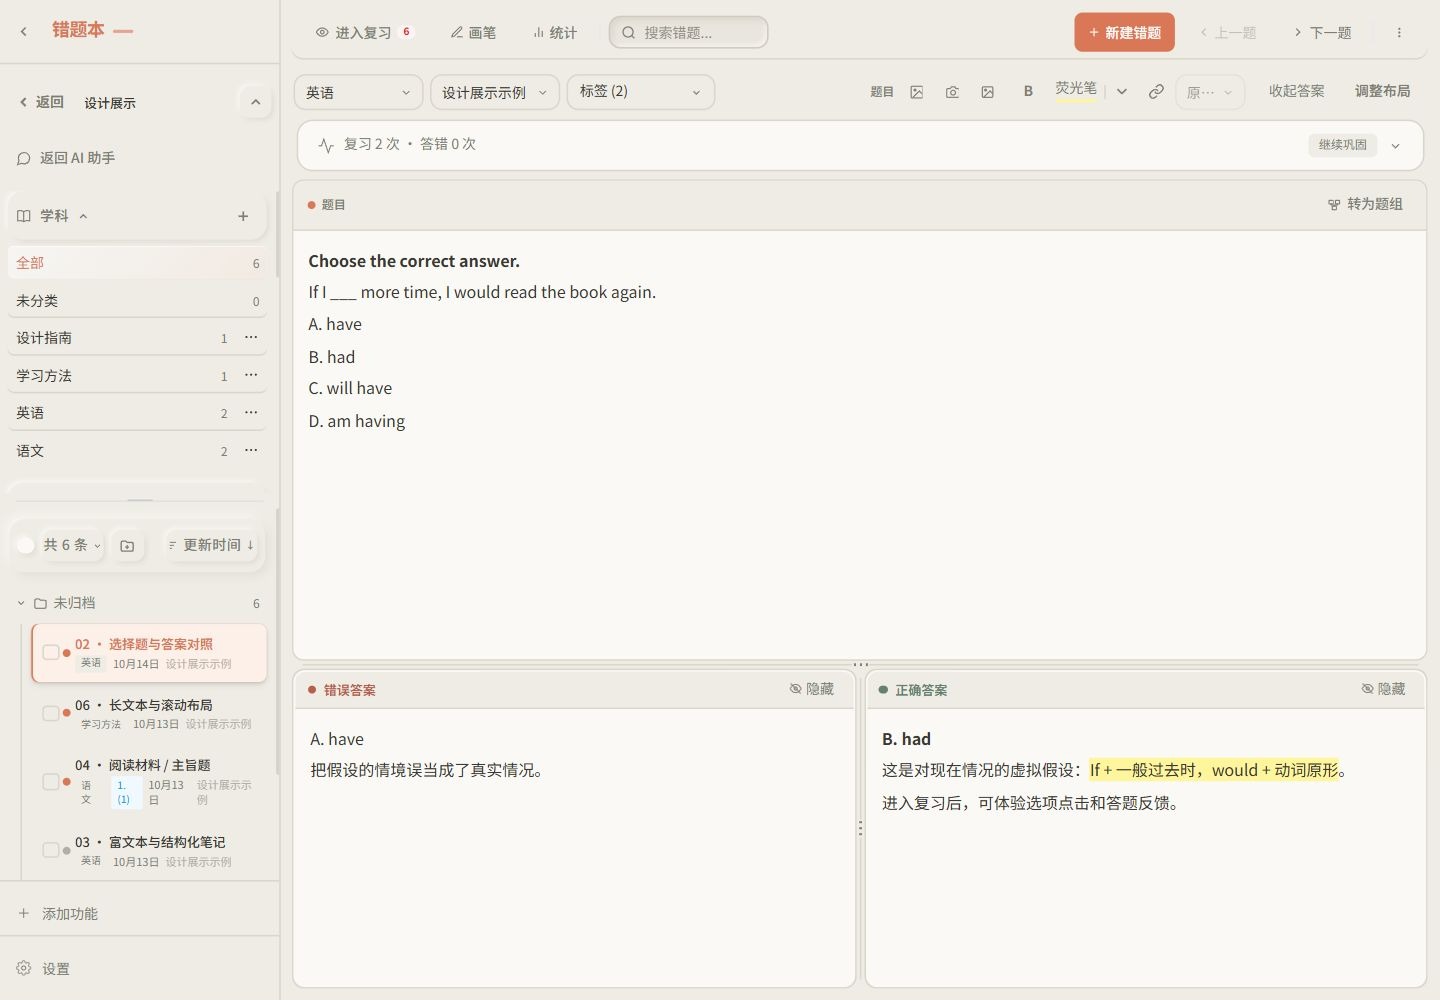 错题本
进入复习 6
画笔
统计
搜索错题...
+ 新建错题
上一题
下一题
返回 设计展示
英语
设计展示示例
标签 (2)
题目
B
荧光笔
原…
收起答案
调整布局
返回 AI 助手
复习 2 次 • 答错 0 次
继续巩固
学科
题目
转为题组
全部 6
未分类 0
设计指南 1
学习方法 1
英语 2
语文 2
Choose the correct answer.
If I ___ more time, I would read the book again.
A. have
B. had
C. will have
D. am having
共 6 条
更新时间 ↓
未归档 6
02 • 选择题与答案对照
英语 10月14日 设计展示示例
06 • 长文本与滚动布局
学习方法 10月13日 设计展示示例
04 • 阅读材料 / 主旨题
语文 1.(1) 10月13日 设计展示示例
03 • 富文本与结构化笔记
英语 10月13日 设计展示示例
添加功能
设置
错误答案
隐藏
A. have
把假设的情境误当成了真实情况。
正确答案
隐藏
B. had
这是对现在情况的虚拟假设：If + 一般过去时，would + 动词原形。
进入复习后，可体验选项点击和答题反馈。